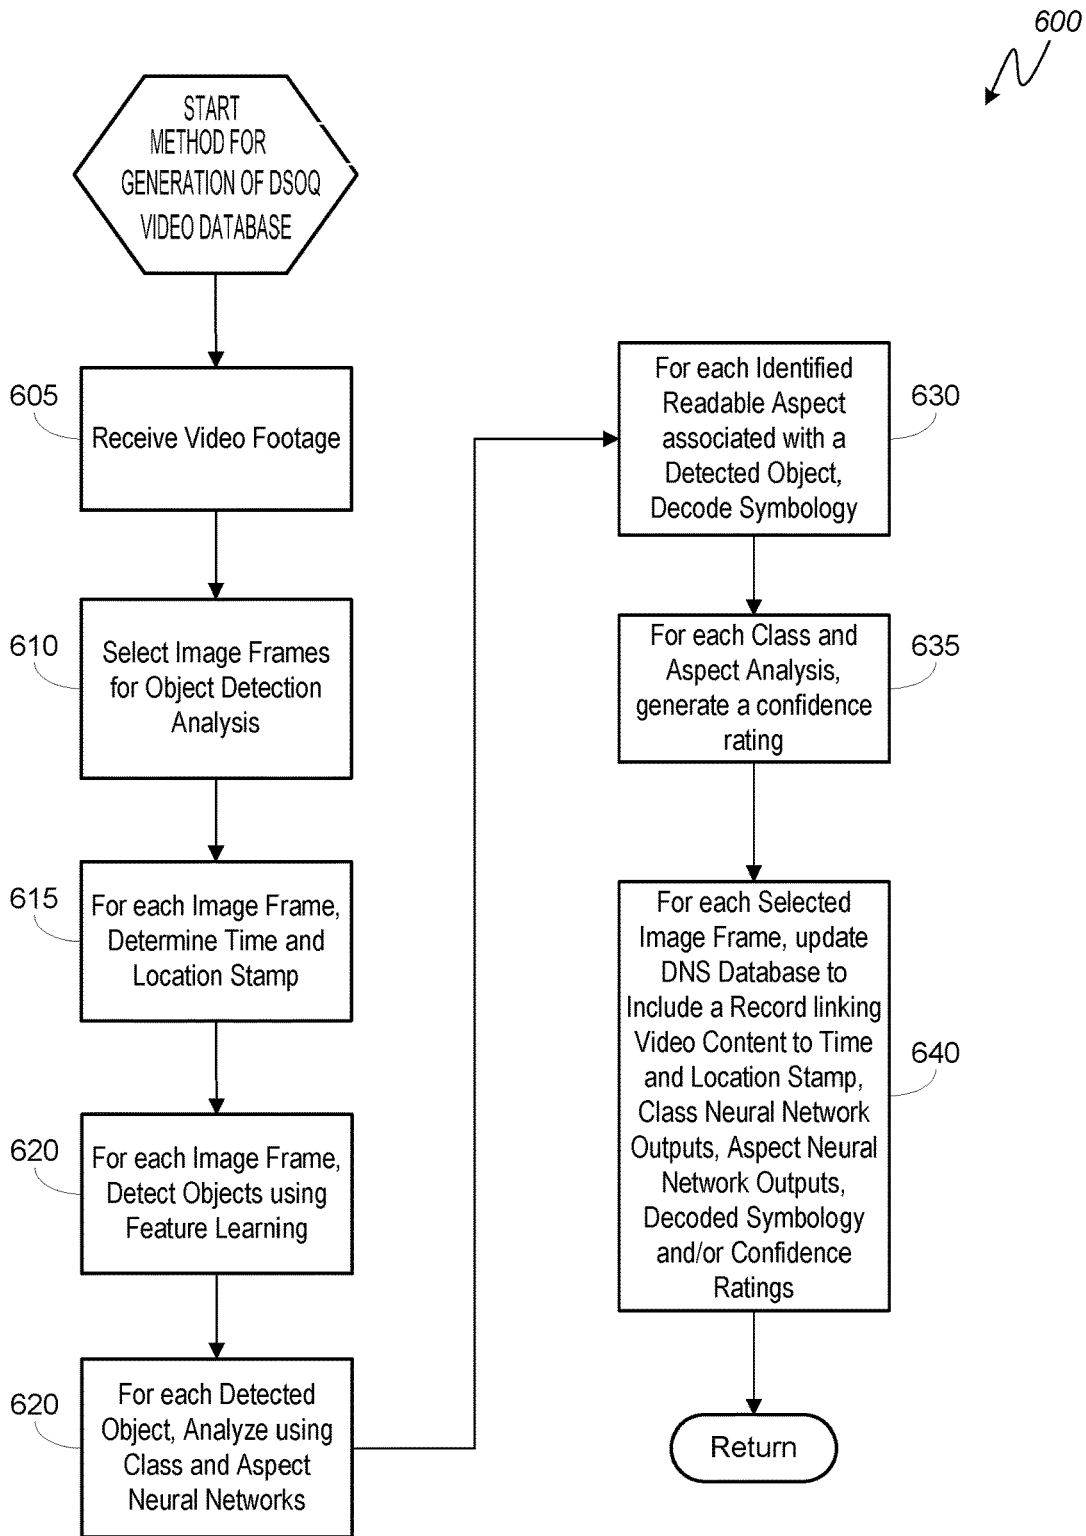 600
START
METHOD FOR
GENERATION OF DSOQ
VIDEO DATABASE
605
Receive Video Footage
610
Select Image Frames
for Object Detection
Analysis
615
For each Image Frame,
Determine Time and
Location Stamp
620
For each Image Frame,
Detect Objects using
Feature Learning
620
For each Detected
Object, Analyze using
Class and Aspect
Neural Networks
For each Identified
Readable Aspect
associated with a
Detected Object,
Decode Symbology
630
For each Class and
Aspect Analysis,
generate a confidence
rating
635
For each Selected
Image Frame, update
DNS Database to
Include a Record linking
Video Content to Time
and Location Stamp,
Class Neural Network
Outputs, Aspect Neural
Network Outputs,
Decoded Symbology
and/or Confidence
Ratings
640
Return